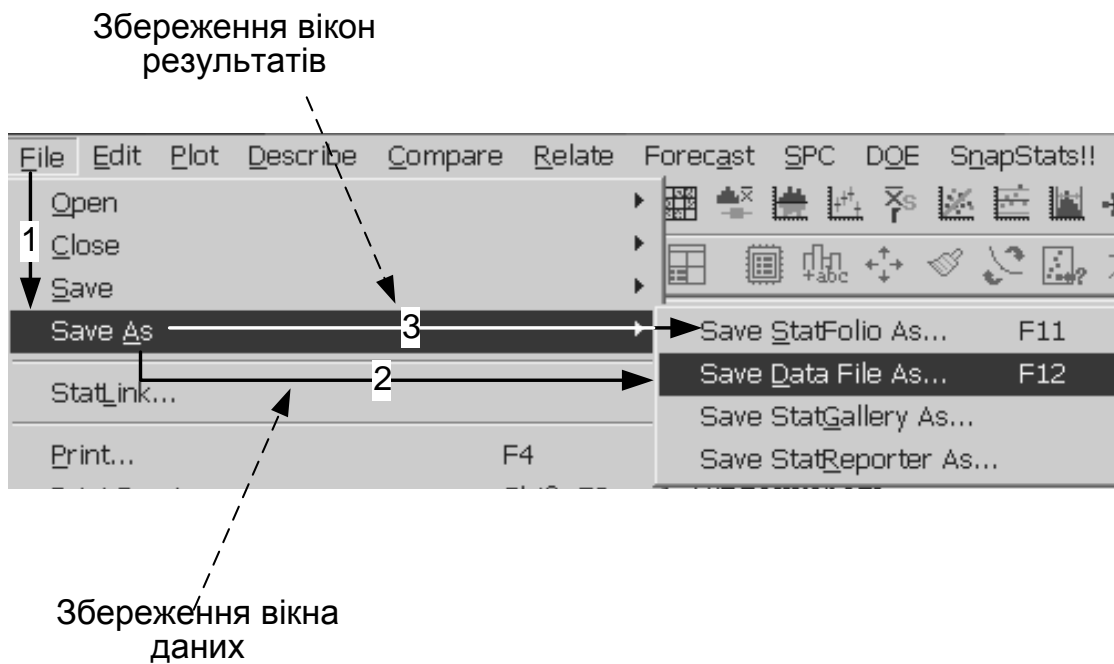 Збереження вікон
результатів
File Edit Plot Describe Compare Relate Forecast SPC DOE SnapStats!!
Open
1
Close
Save
Save As
3
Save StatFolio As... F11
2
Save Data File As... F12
StatLink...
Save StatGallery As...
Print... F4
Save StatReporter As...
Збереження вікна
даних